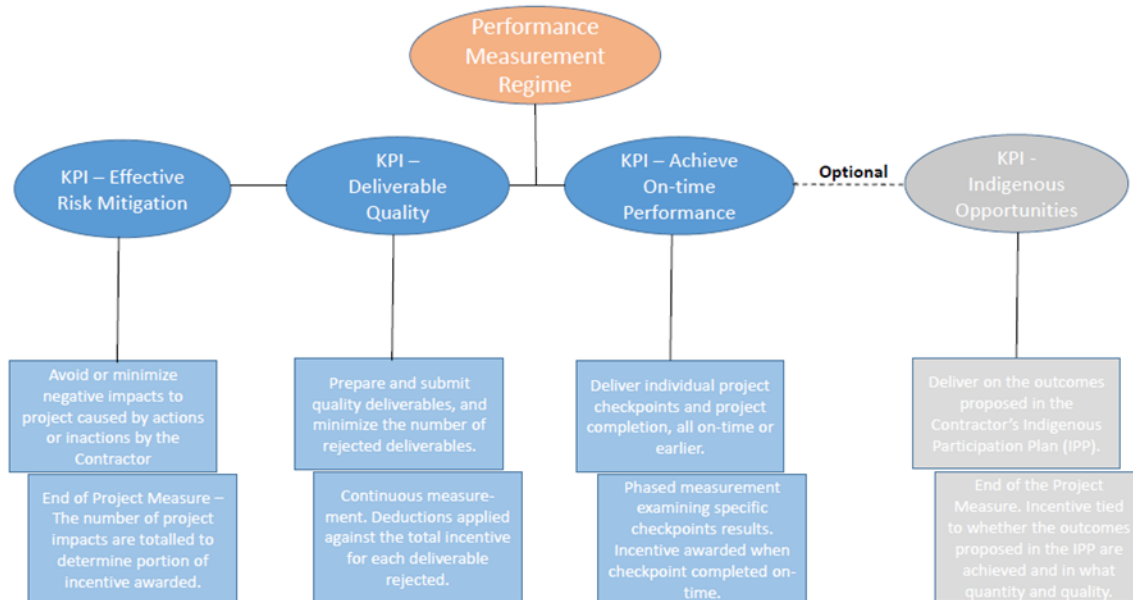 Performance
Measurement
Regime
KPI – Effective
Risk Mitigation
KPI –
Deliverable
Quality
KPI – Achieve
On-time
Performance
Optional
KPI -
Indigenous
Opportunities
Avoid or minimize
negative impacts to
project caused by actions
or inactions by the
Contractor
End of Project Measure –
The number of project
impacts are totalled to
determine portion of
incentive awarded.
Prepare and submit
quality deliverables, and
minimize the number of
rejected deliverables.
Continuous measure-
ment. Deductions applied
against the total incentive
for each deliverable
rejected.
Deliver individual project
checkpoints and project
completion, all on-time or
earlier.
Phased measurement
examining specific
checkpoints results.
Incentive awarded when
checkpoint completed on-
time.
Deliver on the outcomes
proposed in the
Contractor's Indigenous
Participation Plan (IPP).
End of the Project
Measure. Incentive tied
to whether the outcomes
proposed in the IPP are
achieved and in what
quantity and quality.